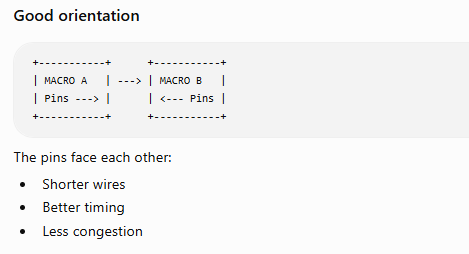 Good orientation
+-----------+      +-----------+
| MACRO A   | ---> | MACRO B   |
| Pins ---> |      | <--- Pins |
+-----------+      +-----------+
The pins face each other:
• Shorter wires
• Better timing
• Less congestion